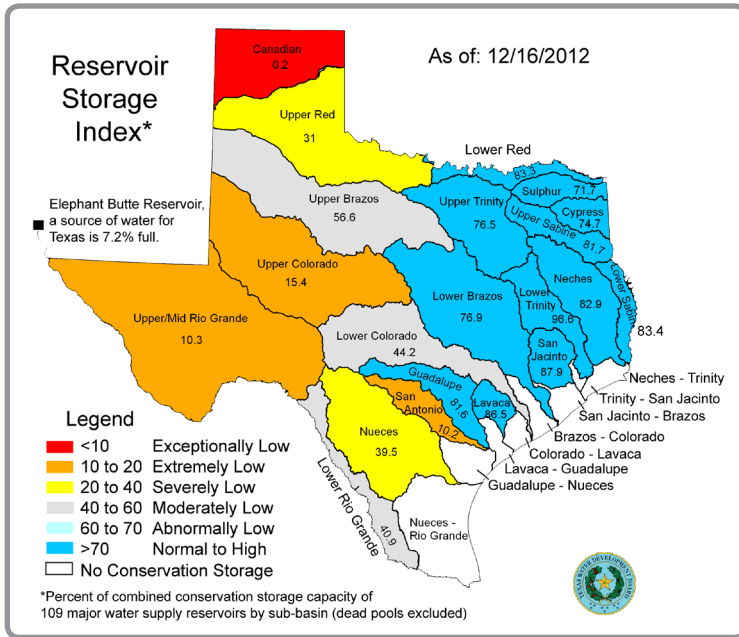 Reservoir
Storage
Index*
As of: 12/16/2012
Canadian
0.2
Upper Red
31
Lower Red
83.3
Sulphur
71.7
Cypress
74.7
Upper Sabine
81.7
Upper Trinity
76.5
Upper Brazos
56.6
Elephant Butte Reservoir,
a source of water for
Texas is 7.2% full.
Upper Colorado
15.4
Upper/Mid Rio Grande
10.3
Lower Brazos
76.9
Lower
Trinity
96.6
Neches
82.9
Lower Sabin
83.4
Lower Colorado
44.2
San
Jacinto
87.9
Guadalupe
81.6
San
Antonio
10.2
Lavaca
86.5
Nueces
39.5
Lower Rio Grande
40.9
Nueces -
Rio Grande
Neches - Trinity
Trinity - San Jacinto
San Jacinto - Brazos
Brazos - Colorado
Colorado - Lavaca
Lavaca - Guadalupe
Guadalupe - Nueces
Legend
<10 Exceptionally Low
10 to 20 Extremely Low
20 to 40 Severely Low
40 to 60 Moderately Low
60 to 70 Abnormally Low
>70 Normal to High
No Conservation Storage
*Percent of combined conservation storage capacity of
109 major water supply reservoirs by sub-basin (dead pools excluded)
TEXAS WATER DEVELOPMENT BOARD